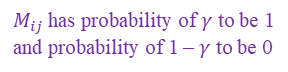 M_{ij} has probability of γ to be 1
and probability of 1 − γ to be 0